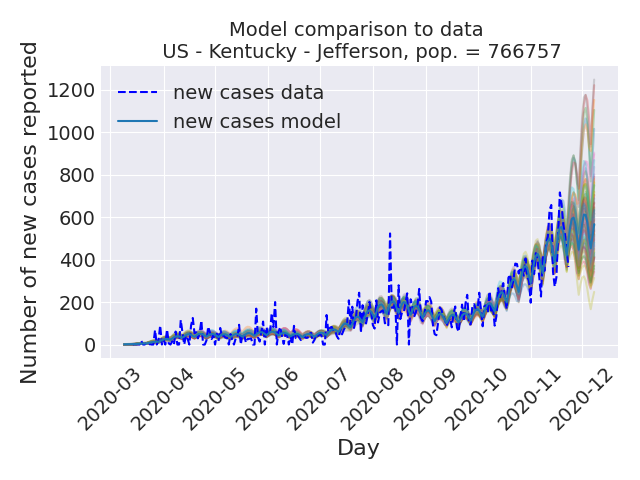 Model comparison to data
US - Kentucky - Jefferson, pop. = 766757
Number of new cases reported
1200
1000
800
600
400
200
0
new cases data
new cases model
2020-03
2020-04
2020-05
2020-06
2020-07
2020-08
2020-09
2020-10
2020-11
2020-12
Day